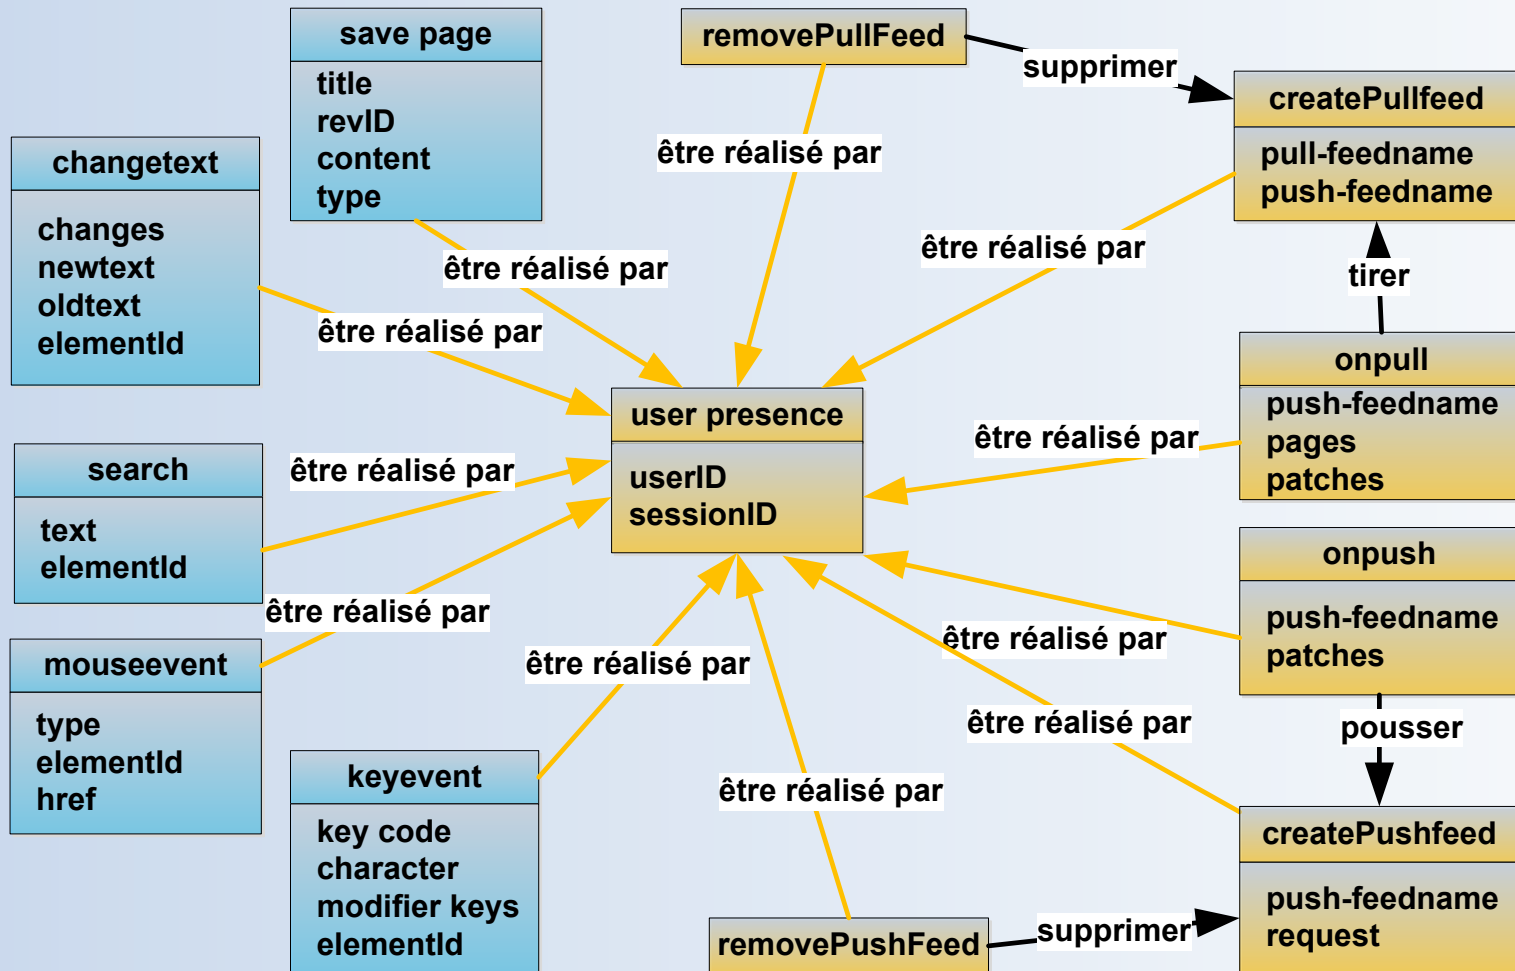 save page
title
revID
content
type
removePullFeed
supprimer
createPullfeed
pull-feedname
push-feedname
changetext
changes
newtext
oldtext
elementId
être réalisé par
être réalisé par
être réalisé par
être réalisé par
tirer
onpull
push-feedname
pages
patches
user presence
userID
sessionID
être réalisé par
search
text
elementId
être réalisé par
onpush
push-feedname
patches
être réalisé par
mouseevent
type
elementId
href
être réalisé par
être réalisé par
être réalisé par
pousser
keyevent
key code
character
modifier keys
elementId
être réalisé par
createPushfeed
push-feedname
request
removePushFeed
supprimer